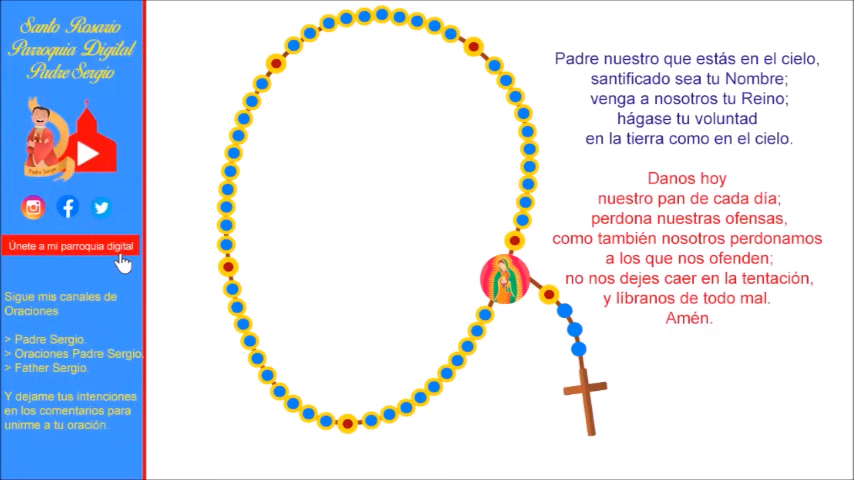 Santo Rosario
Parroquia Digital
Padre Sergio
Padre Sergio
Únete a mi parroquia digital
Sigue mis canales de
Oraciones
> Padre Sergio.
> Oraciones Padre Sergio.
> Father Sergio.
Y dejame tus intenciones
en los comentarios para
unirme a tu oración.
Padre nuestro que estás en el cielo,
santificado sea tu Nombre;
venga a nosotros tu Reino;
hágase tu voluntad
en la tierra como en el cielo.
Danos hoy
nuestro pan de cada día;
perdona nuestras ofensas,
como también nosotros perdonamos
a los que nos ofenden;
no nos dejes caer en la tentación,
y líbranos de todo mal.
Amén.